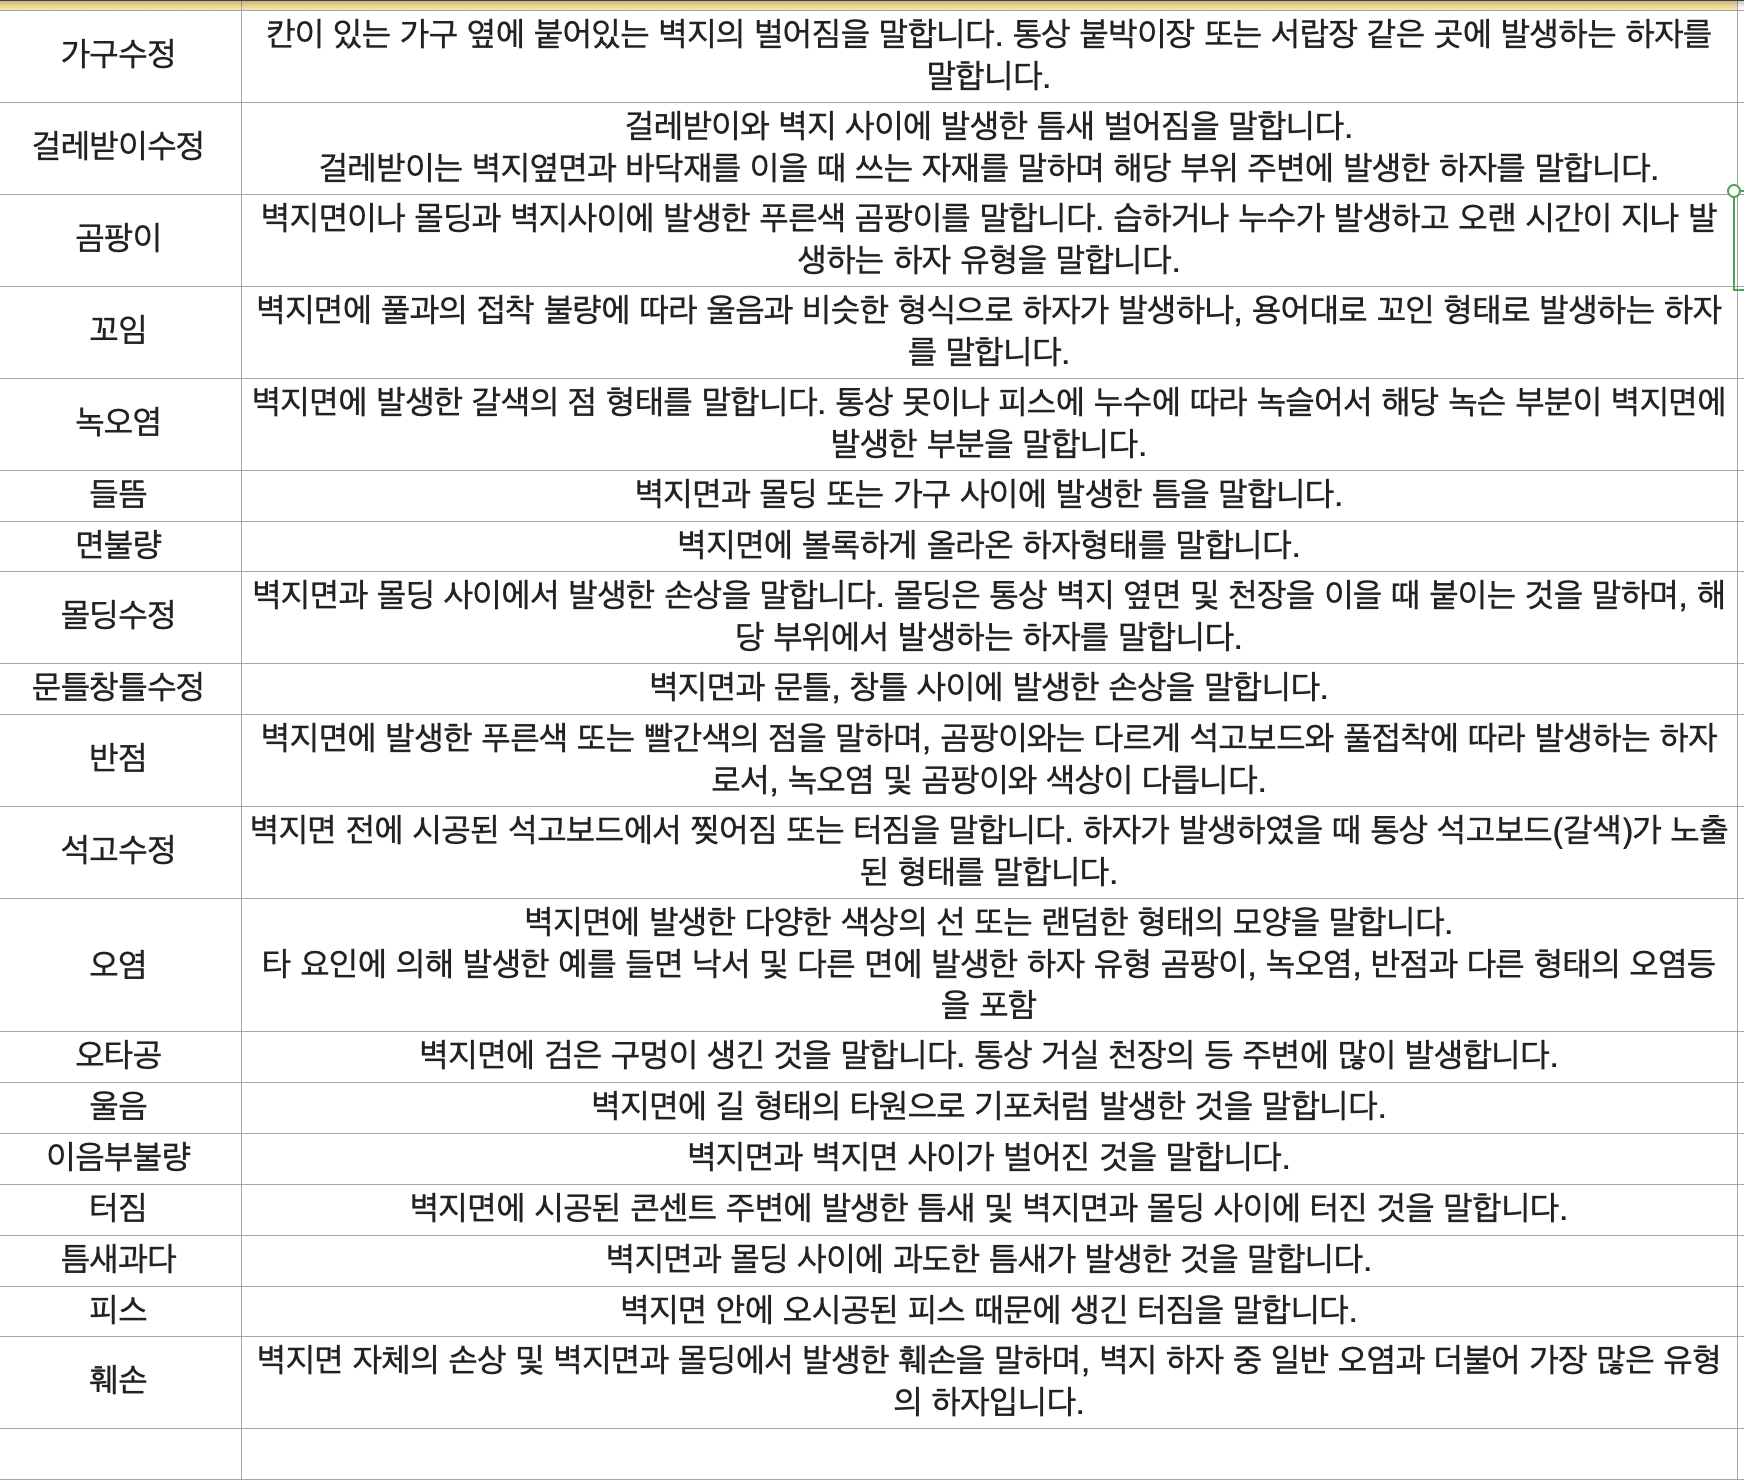 가구수정
칸이 있는 가구 옆에 붙어있는 벽지의 벌어짐을 말합니다. 통상 붙박이장 또는 서랍장 같은 곳에 발생하는 하자를
말합니다.
걸레받이수정
걸레받이와 벽지 사이에 발생한 틈새 벌어짐을 말합니다.
걸레받이는 벽지옆면과 바닥재를 이을 때 쓰는 자재를 말하며 해당 부위 주변에 발생한 하자를 말합니다.
곰팡이
벽지면이나 몰딩과 벽지사이에 발생한 푸른색 곰팡이를 말합니다. 습하거나 누수가 발생하고 오랜 시간이 지나 발
생하는 하자 유형을 말합니다.
꼬임
벽지면에 풀과의 접착 불량에 따라 울음과 비슷한 형식으로 하자가 발생하나, 용어대로 꼬인 형태로 발생하는 하자
를 말합니다.
녹오염
벽지면에 발생한 갈색의 점 형태를 말합니다. 통상 못이나 피스에 누수에 따라 녹슬어서 해당 녹슨 부분이 벽지면에
발생한 부분을 말합니다.
들뜸
벽지면과 몰딩 또는 가구 사이에 발생한 틈을 말합니다.
면불량
벽지면에 볼록하게 올라온 하자형태를 말합니다.
몰딩수정
벽지면과 몰딩 사이에서 발생한 손상을 말합니다. 몰딩은 통상 벽지 옆면 및 천장을 이을 때 붙이는 것을 말하며, 해
당 부위에서 발생하는 하자를 말합니다.
문틀창틀수정
벽지면과 문틀, 창틀 사이에 발생한 손상을 말합니다.
반점
벽지면에 발생한 푸른색 또는 빨간색의 점을 말하며, 곰팡이와는 다르게 석고보드와 풀접착에 따라 발생하는 하자
로서, 녹오염 및 곰팡이와 색상이 다릅니다.
석고수정
벽지면 전에 시공된 석고보드에서 찢어짐 또는 터짐을 말합니다. 하자가 발생하였을 때 통상 석고보드(갈색)가 노출
된 형태를 말합니다.
오염
벽지면에 발생한 다양한 색상의 선 또는 랜덤한 형태의 모양을 말합니다.
타 요인에 의해 발생한 예를 들면 낙서 및 다른 면에 발생한 하자 유형 곰팡이, 녹오염, 반점과 다른 형태의 오염등
을 포함
오타공
벽지면에 검은 구멍이 생긴 것을 말합니다. 통상 거실 천장의 등 주변에 많이 발생합니다.
울음
벽지면에 길 형태의 타원으로 기포처럼 발생한 것을 말합니다.
이음부불량
벽지면과 벽지면 사이가 벌어진 것을 말합니다.
터짐
벽지면에 시공된 콘센트 주변에 발생한 틈새 및 벽지면과 몰딩 사이에 터진 것을 말합니다.
틈새과다
벽지면과 몰딩 사이에 과도한 틈새가 발생한 것을 말합니다.
피스
벽지면 안에 오시공된 피스 때문에 생긴 터짐을 말합니다.
훼손
벽지면 자체의 손상 및 벽지면과 몰딩에서 발생한 훼손을 말하며, 벽지 하자 중 일반 오염과 더불어 가장 많은 유형
의 하자입니다.